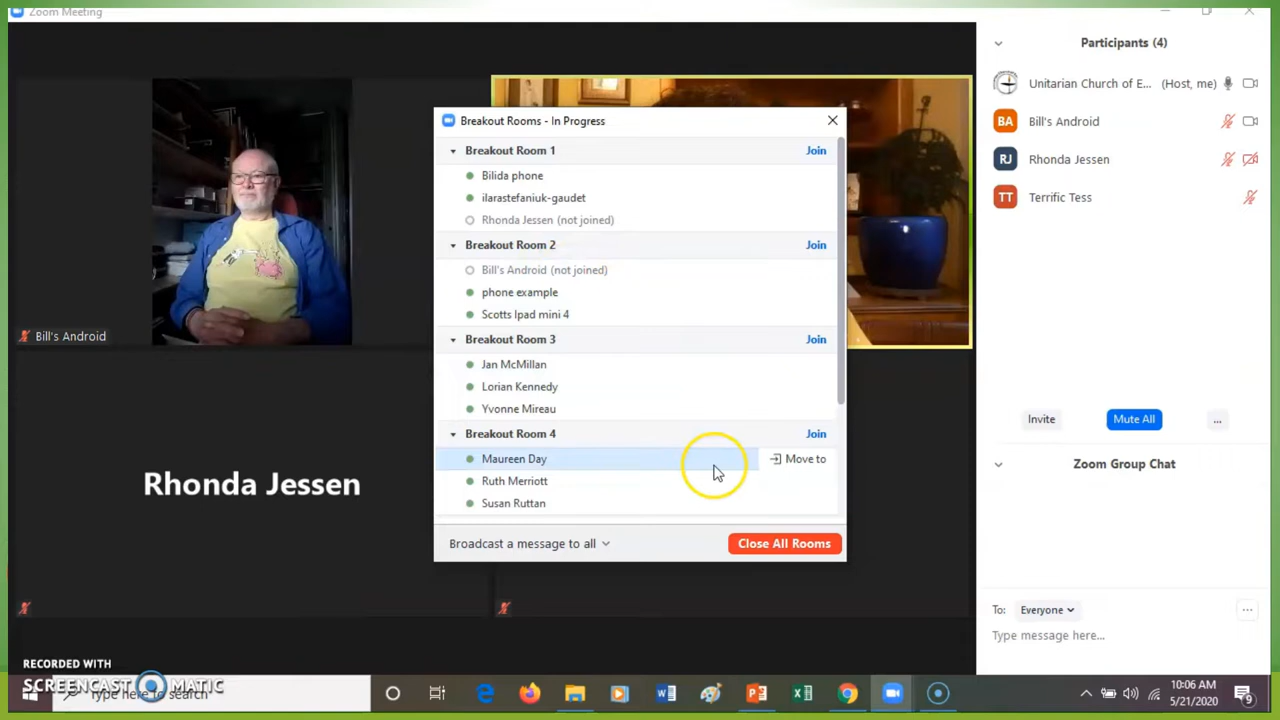 Zoom Meeting
Participants (4)
Unitarian Church of E... (Host, me)
BA Bill's Android
RJ Rhonda Jessen
TT Terrific Tess
Invite
Mute All
...
Zoom Group Chat
To: Everyone
...
Type message here...
Bill's Android
Rhonda Jessen
Breakout Rooms - In Progress
Breakout Room 1 Join
Bilida phone
ilarastefaniuk-gaudet
Rhonda Jessen (not joined)
Breakout Room 2 Join
Bill's Android (not joined)
phone example
Scotts Ipad mini 4
Breakout Room 3 Join
Jan McMillan
Lorian Kennedy
Yvonne Mireau
Breakout Room 4 Join
Maureen Day Move to
Ruth Merriott
Susan Ruttan
Broadcast a message to all
Close All Rooms
RECORDED WITH
SCREENCAST MATIC
Type here to search
10:06 AM
5/21/2020
9